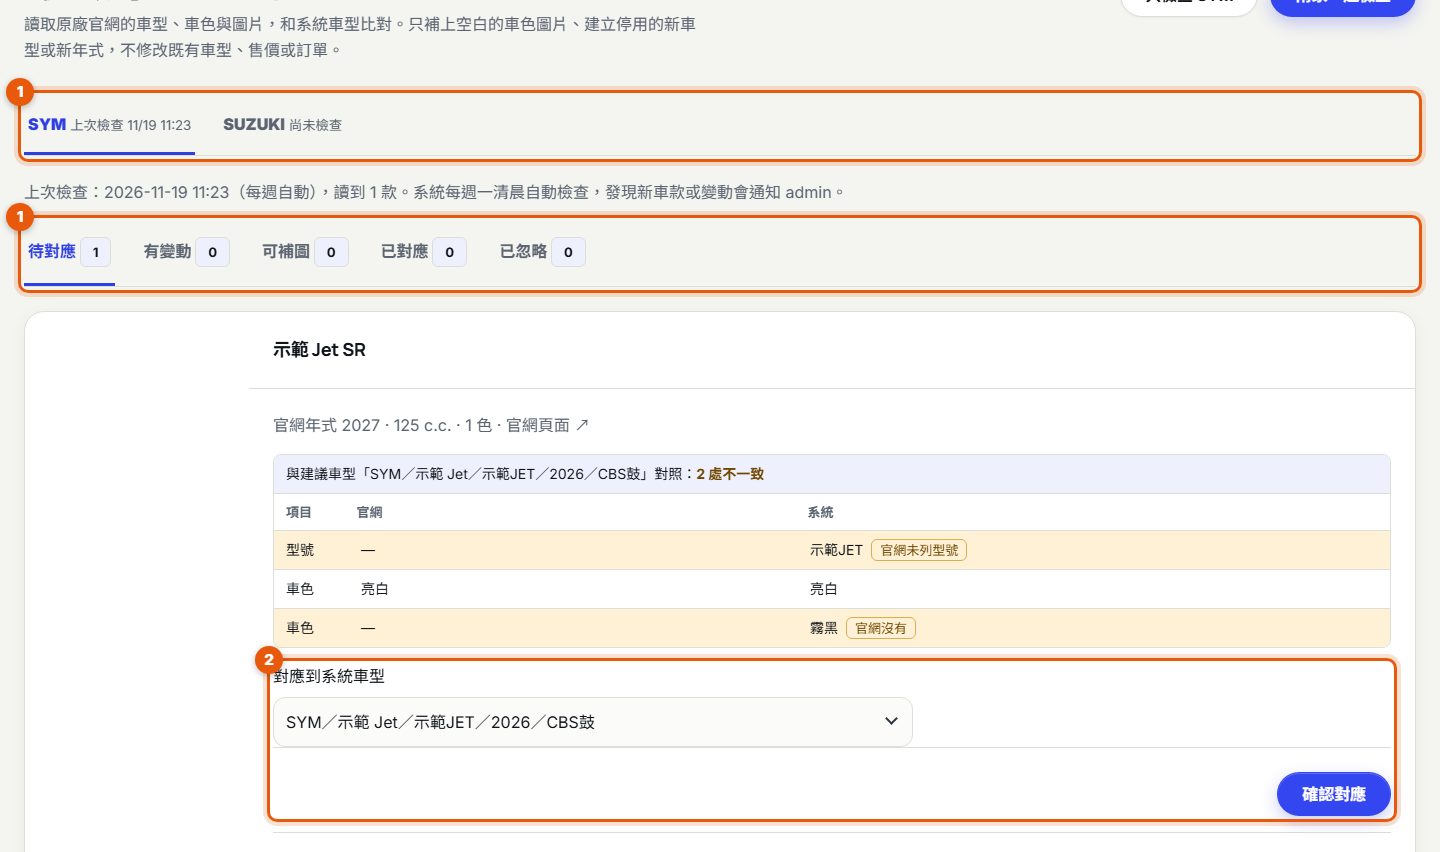 讀取原廠官網的車型、車色與圖片，和系統車型比對。只補上空白的車色圖片、建立停用的新車
型或新年式，不修改既有車型、售價或訂單。
1
SYM 上次檢查 11/19 11:23 SUZUKI 尚未檢查
上次檢查：2026-11-19 11:23（每週自動），讀到 1 款。系統每週一清晨自動檢查，發現新車款或變動會通知 admin。
1
待對應 1 有變動 0 可補圖 0 已對應 0 已忽略 0
示範 Jet SR
官網年式 2027 · 125 c.c. · 1 色 · 官網頁面 ↗
與建議車型「SYM／示範 Jet／示範JET／2026／CBS鼓」對照：2 處不一致
項目 官網 系統
型號 — 示範JET 官網未列型號
車色 亮白 亮白
車色 — 霧黑 官網沒有
2
對應到系統車型
SYM／示範 Jet／示範JET／2026／CBS鼓
確認對應